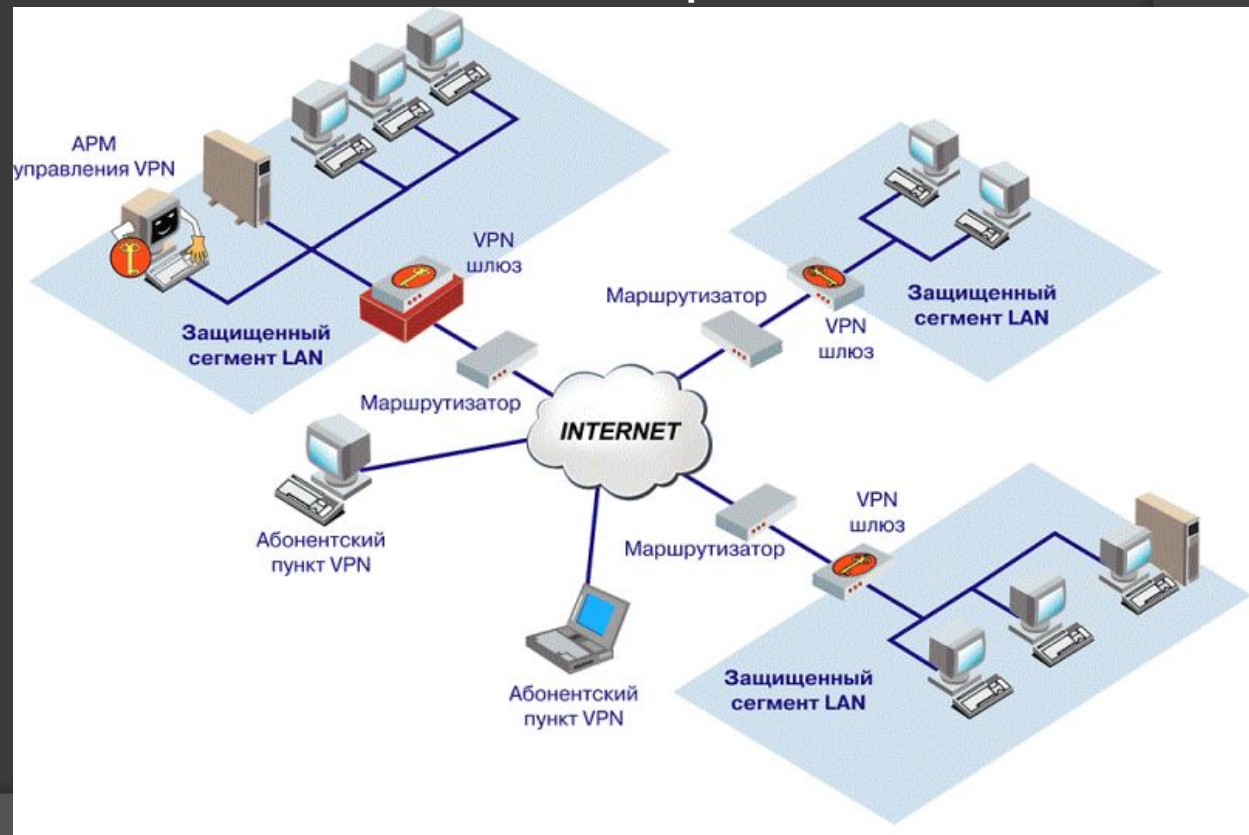 АРМ
управления VPN
VPN
шлюз
Защищенный
сегмент LAN
Маршрутизатор
Маршрутизатор
VPN
шлюз
Защищенный
сегмент LAN
INTERNET
Абонентский
пункт VPN
Абонентский
пункт VPN
Маршрутизатор
VPN
шлюз
Защищенный
сегмент LAN